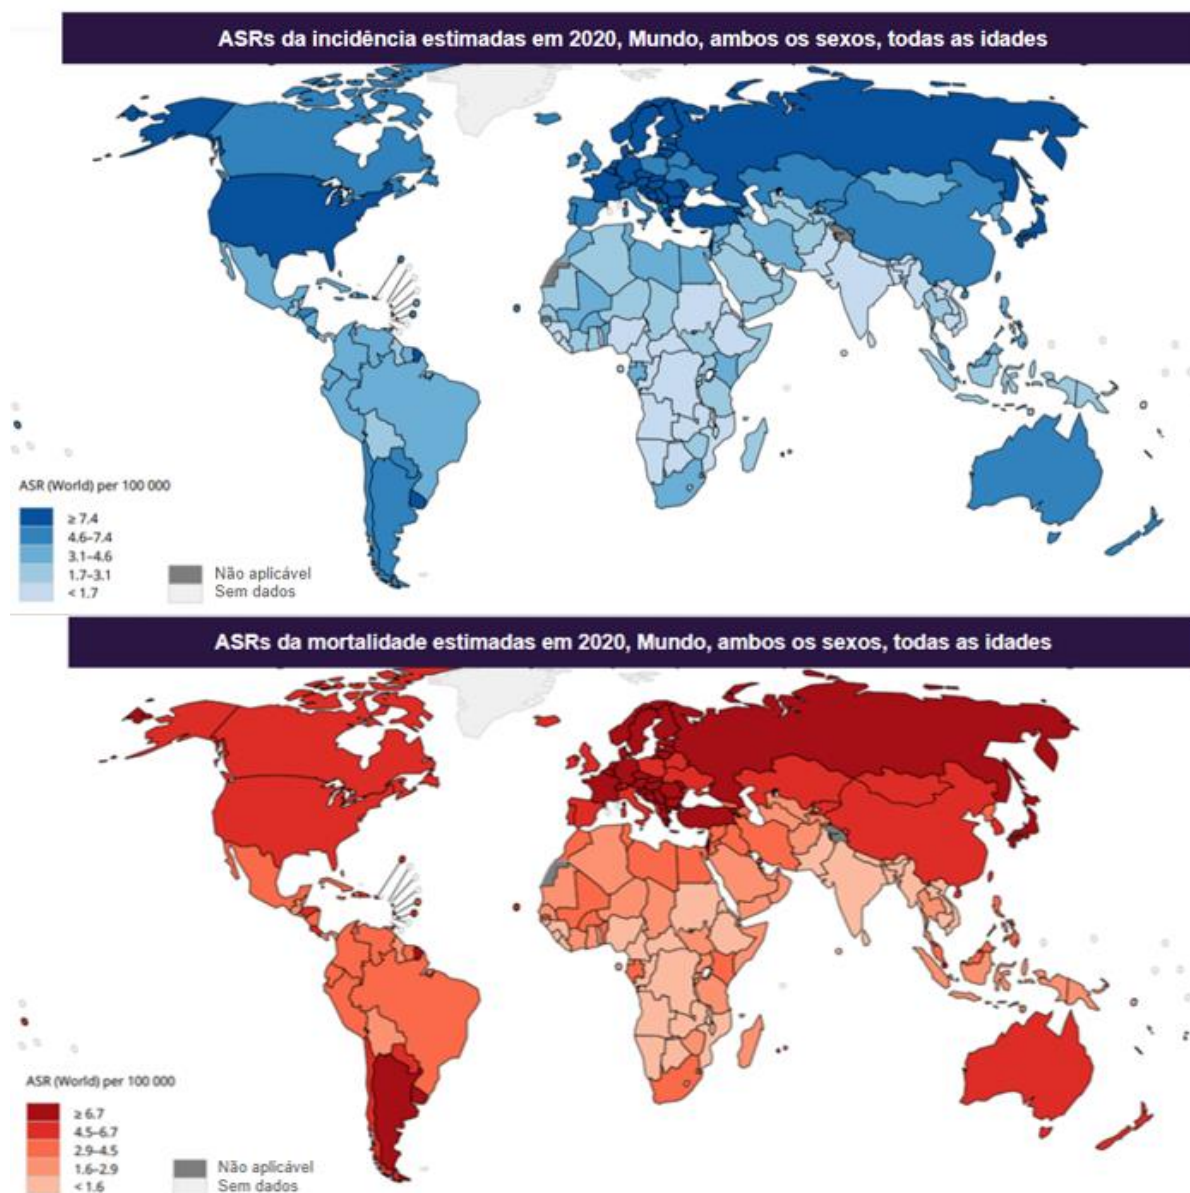 ASRs da incidência estimadas em 2020, Mundo, ambos os sexos, todas as idades
ASR (World) per 100 000
≥ 7.4
4.6–7.4
3.1–4.6
1.7–3.1
< 1.7
Não aplicável
Sem dados
ASRs da mortalidade estimadas em 2020, Mundo, ambos os sexos, todas as idades
ASR (World) per 100 000
≥ 6.7
4.5–6.7
2.9–4.5
1.6–2.9
< 1.6
Não aplicável
Sem dados